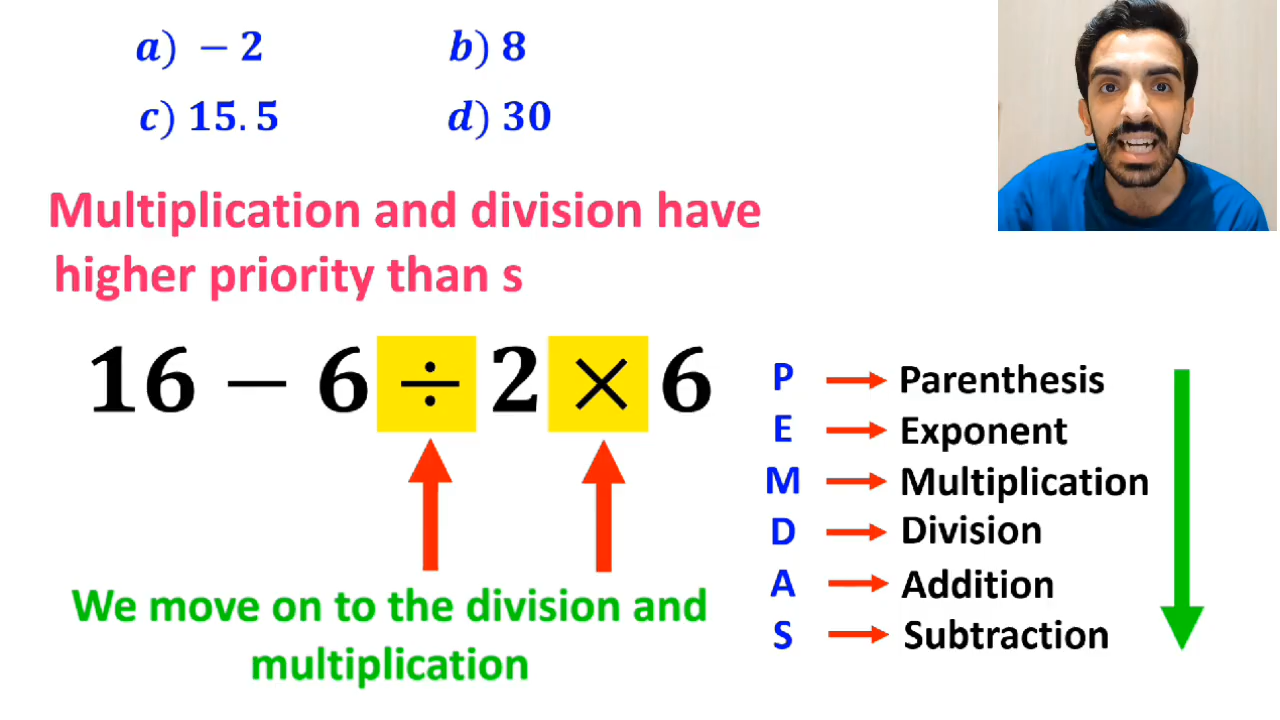 a) − 2
b) 8
c) 15.5
d) 30
Multiplication and division have
higher priority than s
16 − 6 ÷ 2 × 6
We move on to the division and
multiplication
P Parenthesis
E Exponent
M Multiplication
D Division
A Addition
S Subtraction